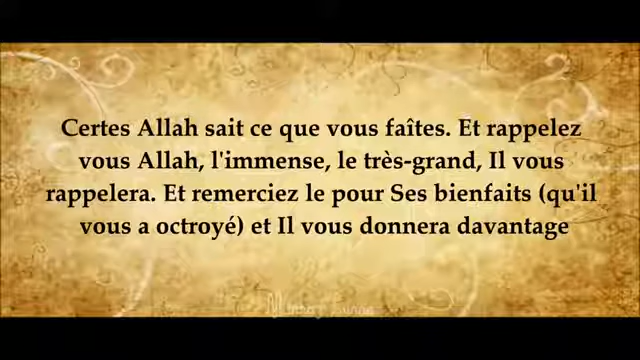 Certes Allah sait ce que vous faîtes. Et rappelez
vous Allah, l'immense, le très-grand, Il vous
rappelera. Et remerciez le pour Ses bienfaits (qu'il
vous a octroyé) et Il vous donnera davantage